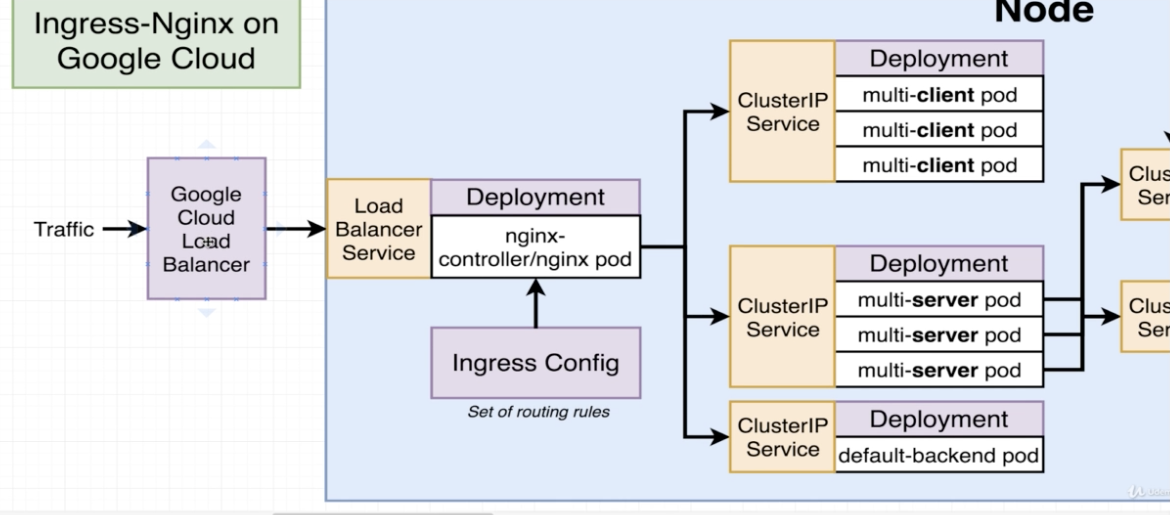 Ingress-Nginx on
Google Cloud
Node
Traffic
Google
Cloud
Load
Balancer
Load
Balancer
Service
Deployment
nginx-
controller/nginx pod
Ingress Config
Set of routing rules
ClusterIP
Service
Deployment
multi-client pod
multi-client pod
multi-client pod
ClusterIP
Service
Deployment
multi-server pod
multi-server pod
multi-server pod
ClusterIP
Service
Deployment
default-backend pod
Clus
Ser
Clus
Ser